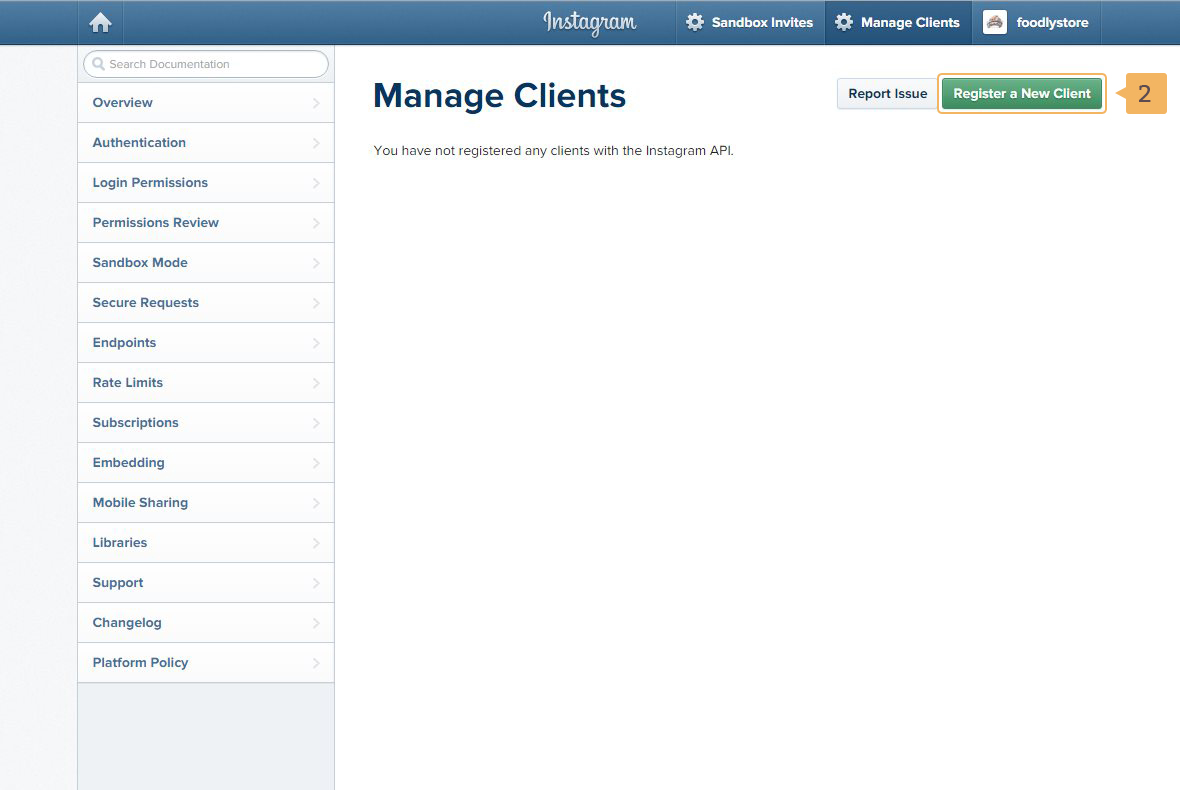 Instagram
Sandbox Invites
Manage Clients
foodlystore
Search Documentation
Overview
Authentication
Login Permissions
Permissions Review
Sandbox Mode
Secure Requests
Endpoints
Rate Limits
Subscriptions
Embedding
Mobile Sharing
Libraries
Support
Changelog
Platform Policy
Manage Clients
Report Issue
Register a New Client
2
You have not registered any clients with the Instagram API.